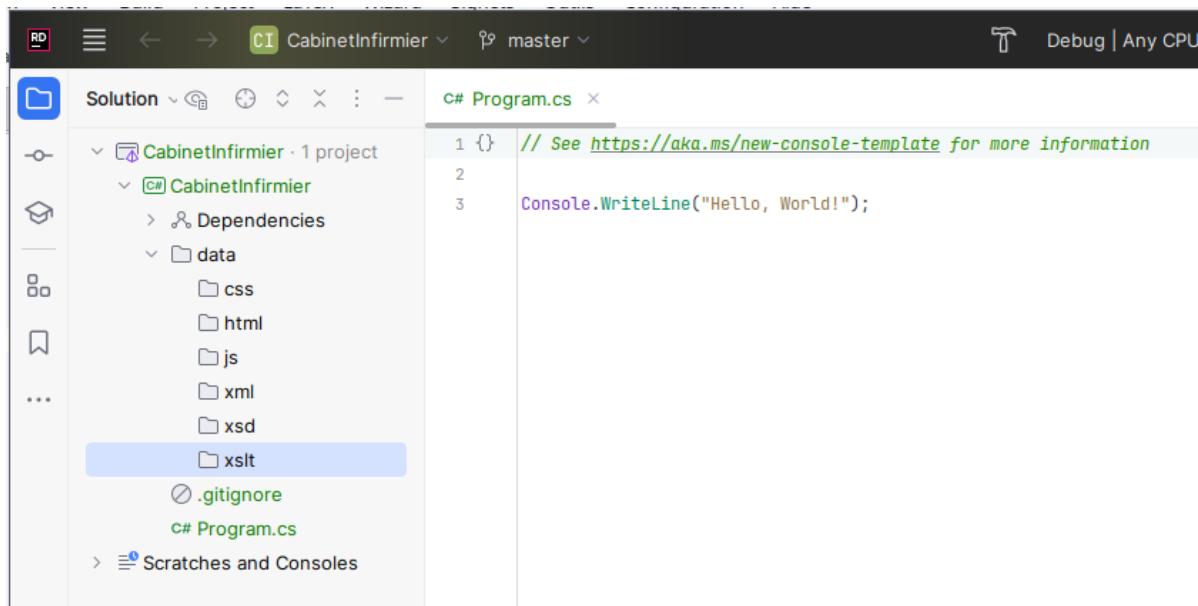 RD
CI CabinetInfirmier
master
Debug | Any CPU
Solution
C# Program.cs
CabinetInfirmier · 1 project
C# CabinetInfirmier
Dependencies
data
css
html
js
xml
xsd
xslt
.gitignore
C# Program.cs
Scratches and Consoles
1 {} // See https://aka.ms/new-console-template for more information
2
3 Console.WriteLine("Hello, World!");